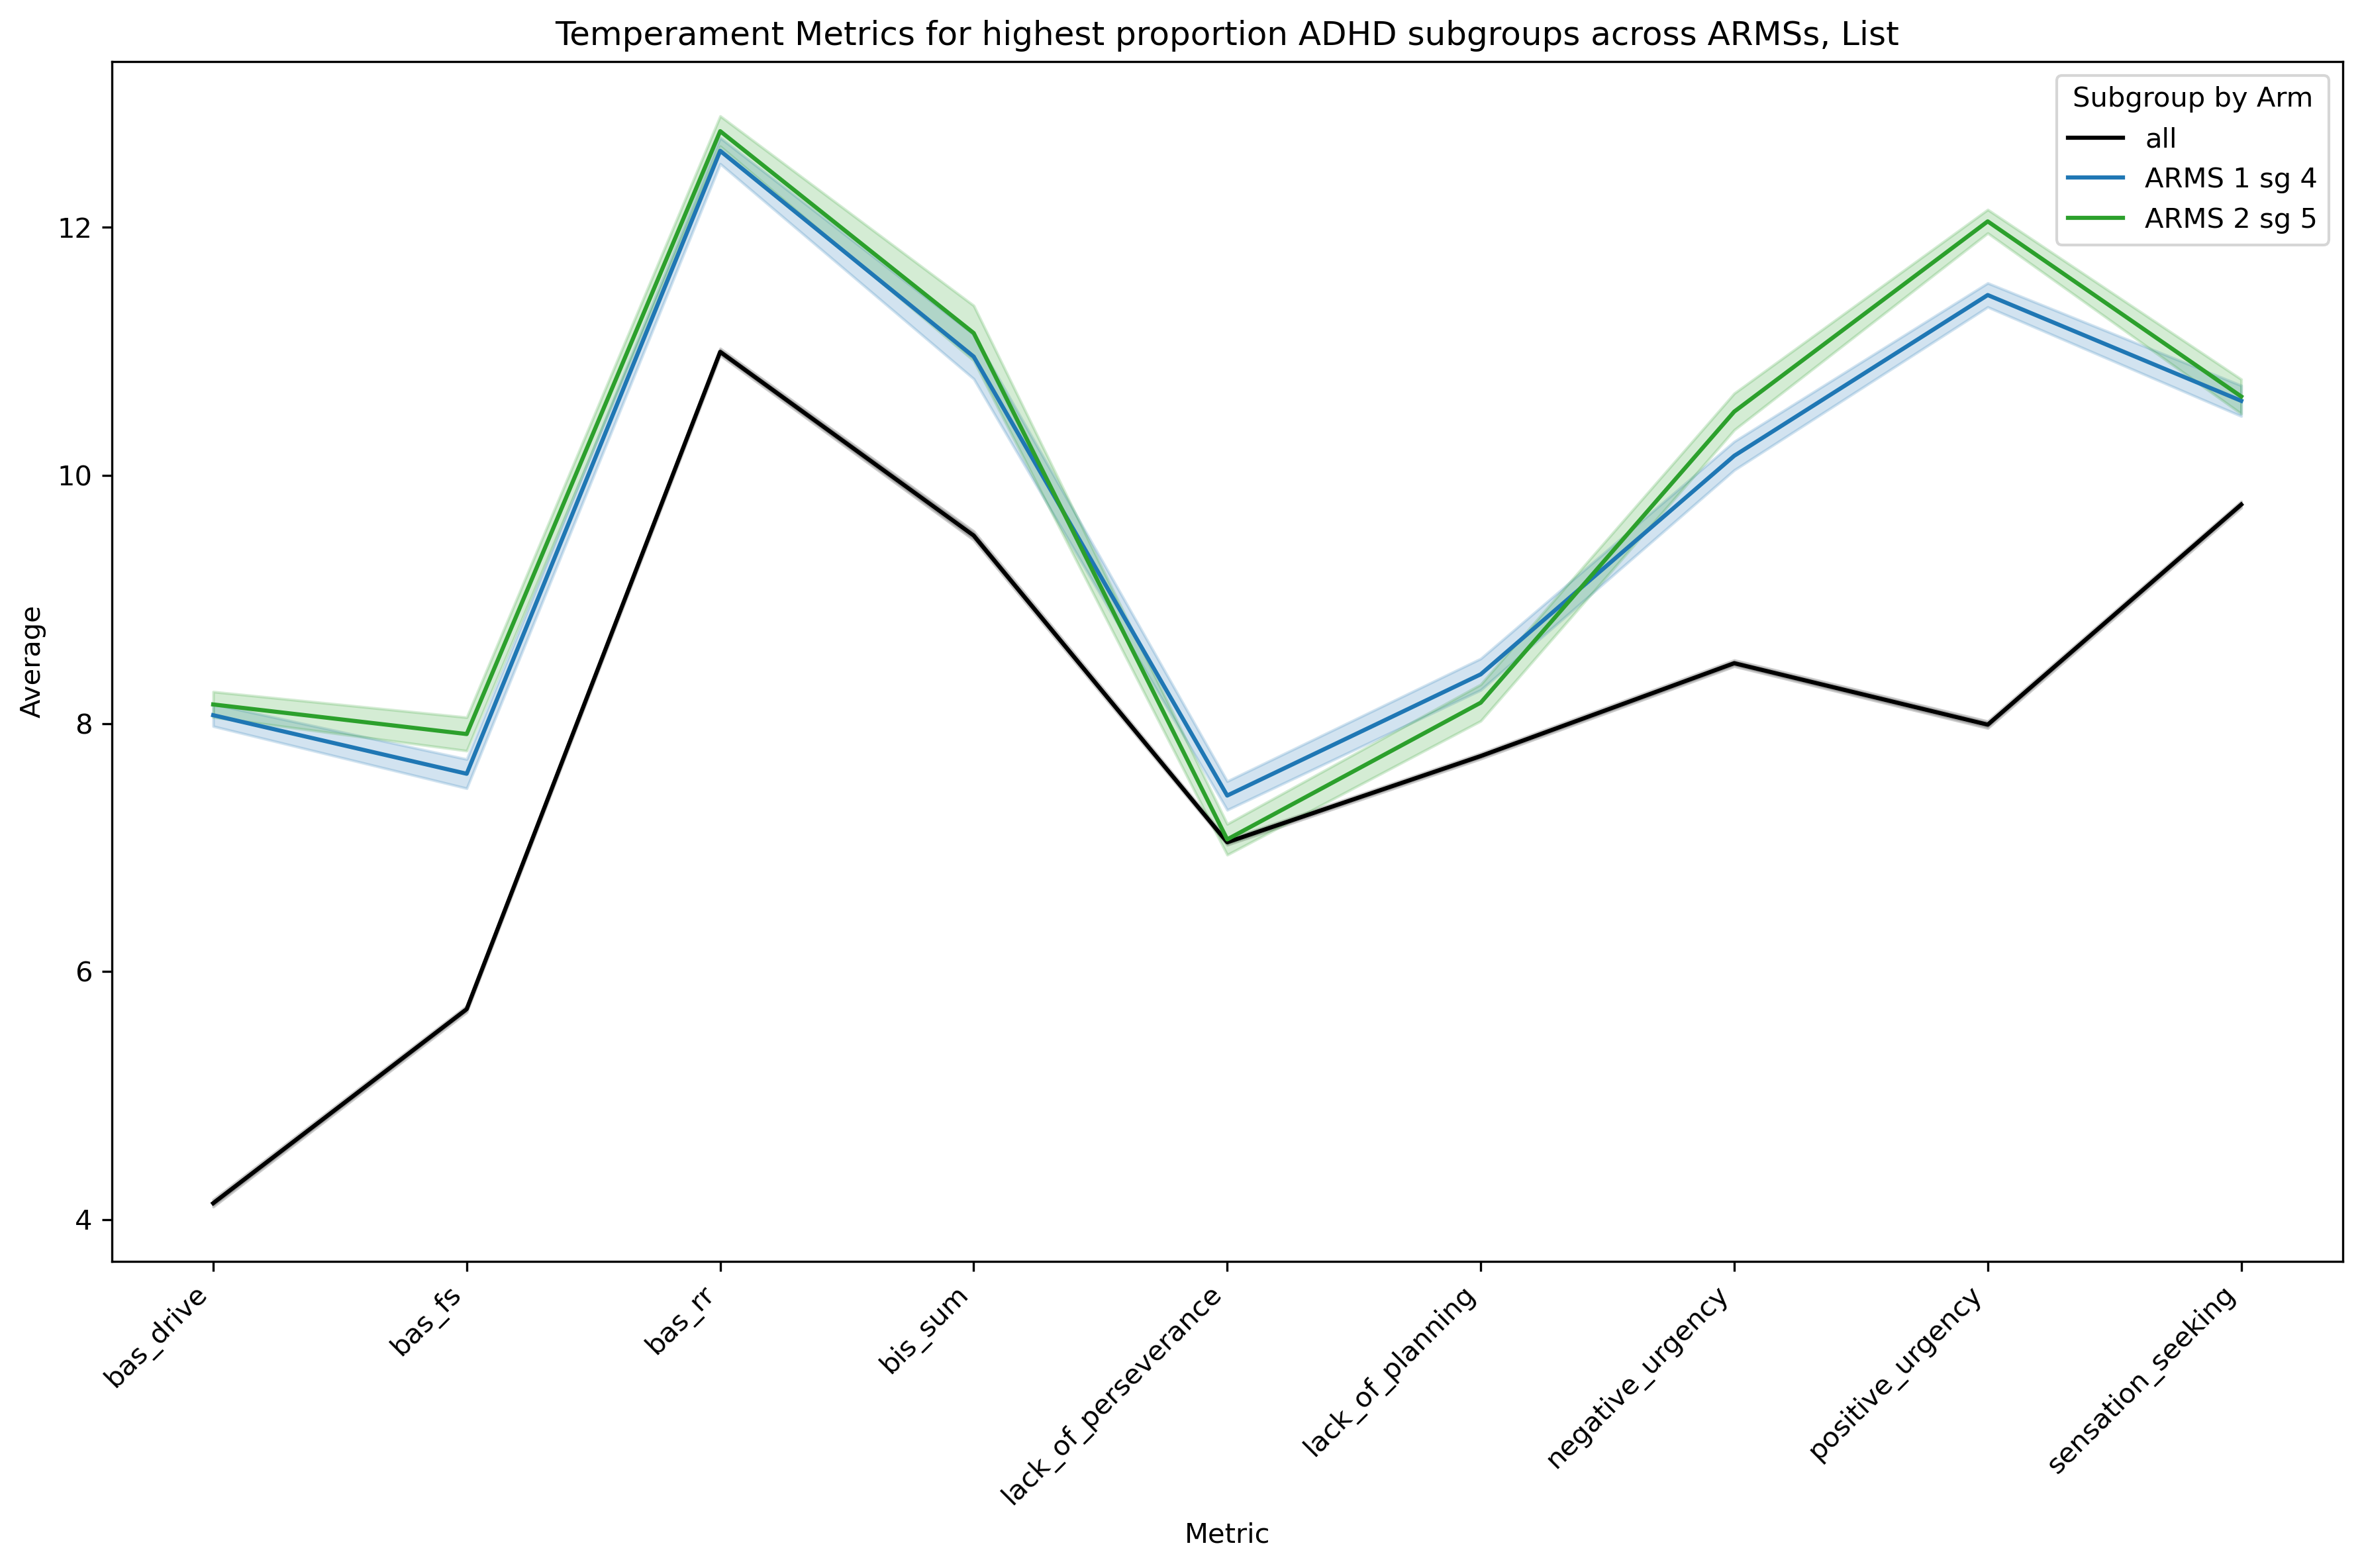 Temperament Metrics for highest proportion ADHD subgroups across ARMSs, List
Subgroup by Arm
all
ARMS 1 sg 4
ARMS 2 sg 5
Average
12
10
8
6
4
bas_drive
bas_fs
bas_rr
bis_sum
lack_of_perseverance
lack_of_planning
negative_urgency
positive_urgency
sensation_seeking
Metric